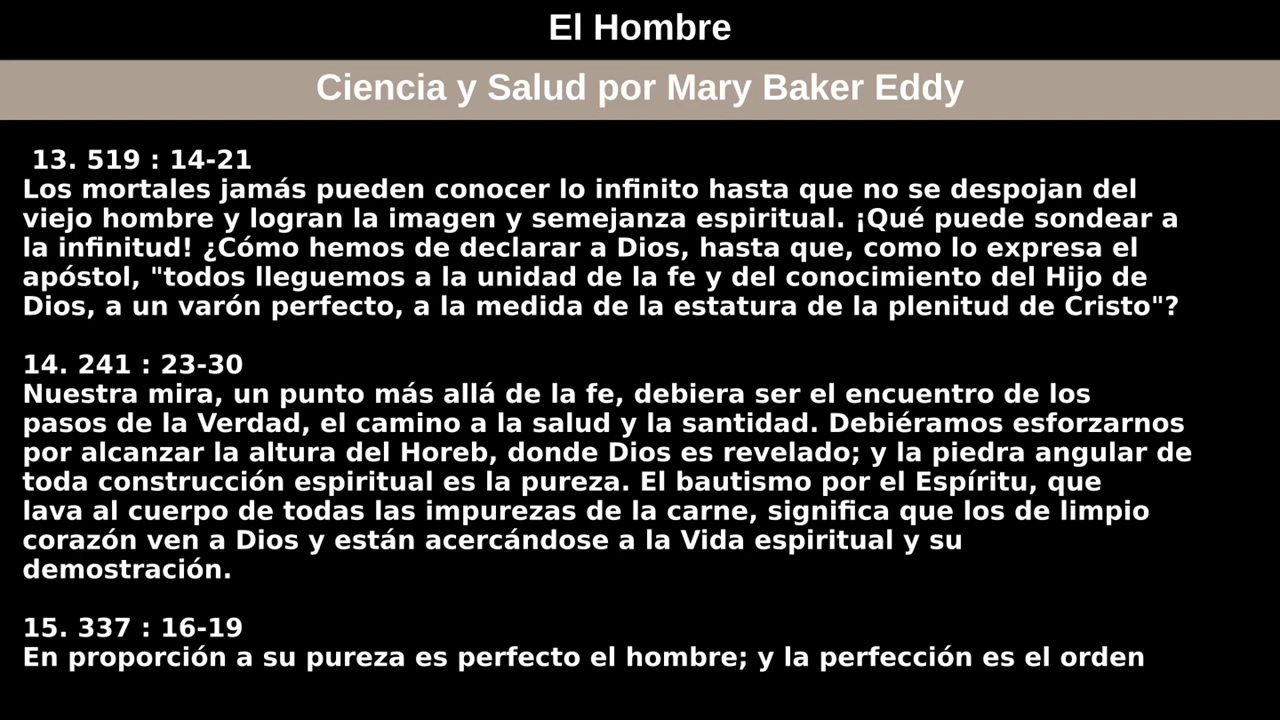 El Hombre
Ciencia y Salud por Mary Baker Eddy
13. 519 : 14-21
Los mortales jamás pueden conocer lo infinito hasta que no se despojan del
viejo hombre y logran la imagen y semejanza espiritual. ¡Qué puede sondear a
la infinitud! ¿Cómo hemos de declarar a Dios, hasta que, como lo expresa el
apóstol, "todos lleguemos a la unidad de la fe y del conocimiento del Hijo de
Dios, a un varón perfecto, a la medida de la estatura de la plenitud de Cristo"?
14. 241 : 23-30
Nuestra mira, un punto más allá de la fe, debiera ser el encuentro de los
pasos de la Verdad, el camino a la salud y la santidad. Debiéramos esforzarnos
por alcanzar la altura del Horeb, donde Dios es revelado; y la piedra angular de
toda construcción espiritual es la pureza. El bautismo por el Espíritu, que
lava al cuerpo de todas las impurezas de la carne, significa que los de limpio
corazón ven a Dios y están acercándose a la Vida espiritual y su
demostración.
15. 337 : 16-19
En proporción a su pureza es perfecto el hombre; y la perfección es el orden